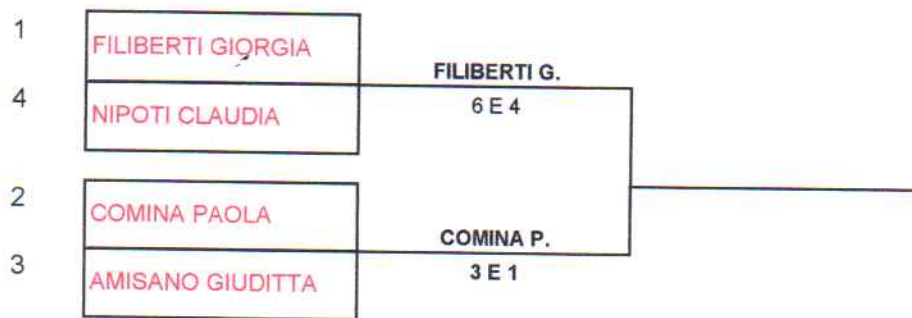 1
FILIBERTI GIORGIA
FILIBERTI G.
4
NIPOTI CLAUDIA
6 E 4
2
COMINA PAOLA
COMINA P.
3
AMISANO GIUDITTA
3 E 1